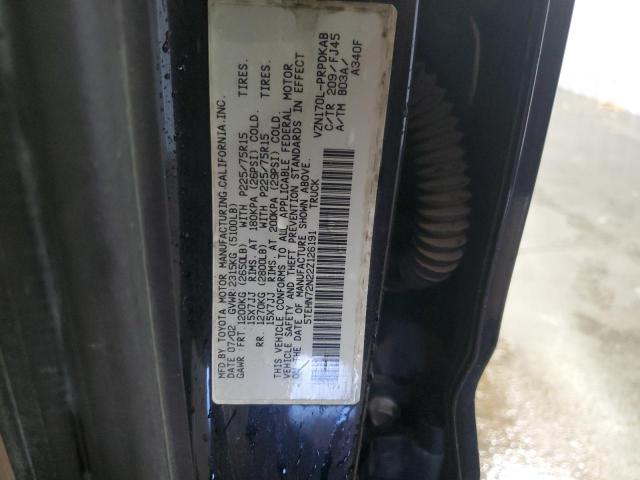 MFD.BY TOYOTA MOTOR MANUFACTURING,CALIFORNIA.INC.
DATE 07/02 GVWR 2315KG (5100LB)
GAWR FRT 1200KG (2650LB) WITH P225/75R15 TIRES.
15X7JJ RIMS. AT 180KPA (26PSI) COLD.
RR. 1270KG (2800LB) WITH P225/75R15 TIRES.
15X7JJ RIMS. AT 200KPA (29PSI) COLD.
THIS VEHICLE CONFORMS TO ALL APPLICABLE FEDERAL MOTOR
VEHICLE SAFETY AND THEFT PREVENTION STANDARDS IN EFFECT
ON THE DATE OF MANUFACTURE SHOWN ABOVE.
5TEHN72N22Z126191 TRUCK
VZN170L-PRPDKAB
C/TR 209/FJ45
A/TM B03A/
A340F